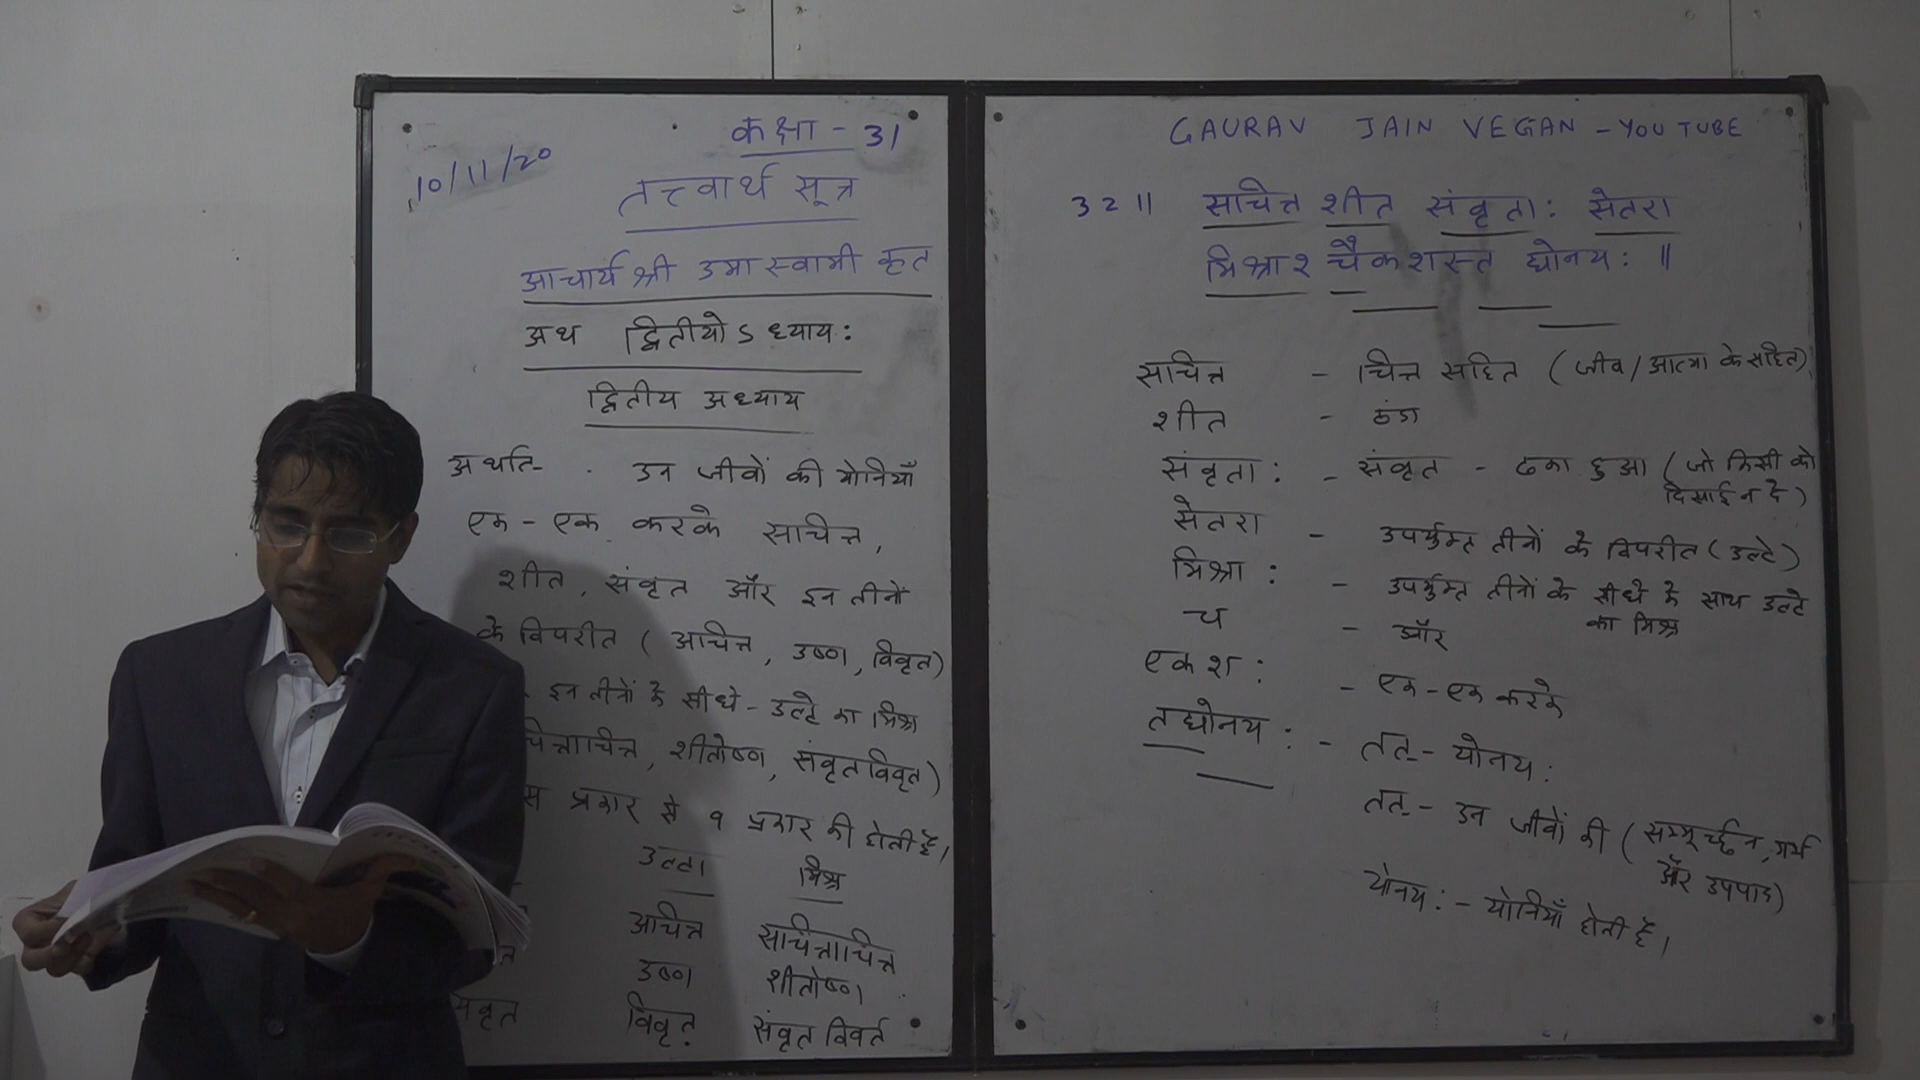 कक्षा - 31
10/11/20
तत्त्वार्थ सूत्र
आचार्य श्री उमास्वामी कृत
अथ द्वितीयोऽध्याय:
द्वितीय अध्याय
अर्थात- उन जीवों की योनियाँ
एक - एक करके सचित्त,
शीत, संवृत और इन तीनों
के विपरीत ( अचित्त, उष्ण, विवृत)
इन तीनों के सीधे - उल्टे का मिश्र
चित्ताचित्त, शीतोष्ण, संवृतविवृत)
स प्रकार से 9 प्रकार की होती हैं।
उल्टा मिश्र
अचित्त सचित्ताचित्त
उष्ण शीतोष्ण
विवृत संवृत विवर्त
GAURAV JAIN VEGAN - YOUTUBE
32 || सचित्त शीत संवृता: सेतरा
मिश्राश्चैकशस्त द्योनय: ||
सचित्त - चित्त सहित ( जीव/आत्मा के सहित)
शीत - ठंडा
संवृता: - संवृत - ढका हुआ (जो किसी को
दिखाई न दे)
सेतरा - उपर्युक्त तीनों के विपरीत (उल्टे)
मिश्रा: - उपर्युक्त तीनों के सीधे के साथ उल्टे
का मिश्र
च - और
एकश: - एक - एक करके
तद्योनय: - तत् - योनय:
तत् - उन जीवों की ( सम्मूर्च्छन, गर्भ
और उपपाद)
योनय: - योनियाँ होती हैं।